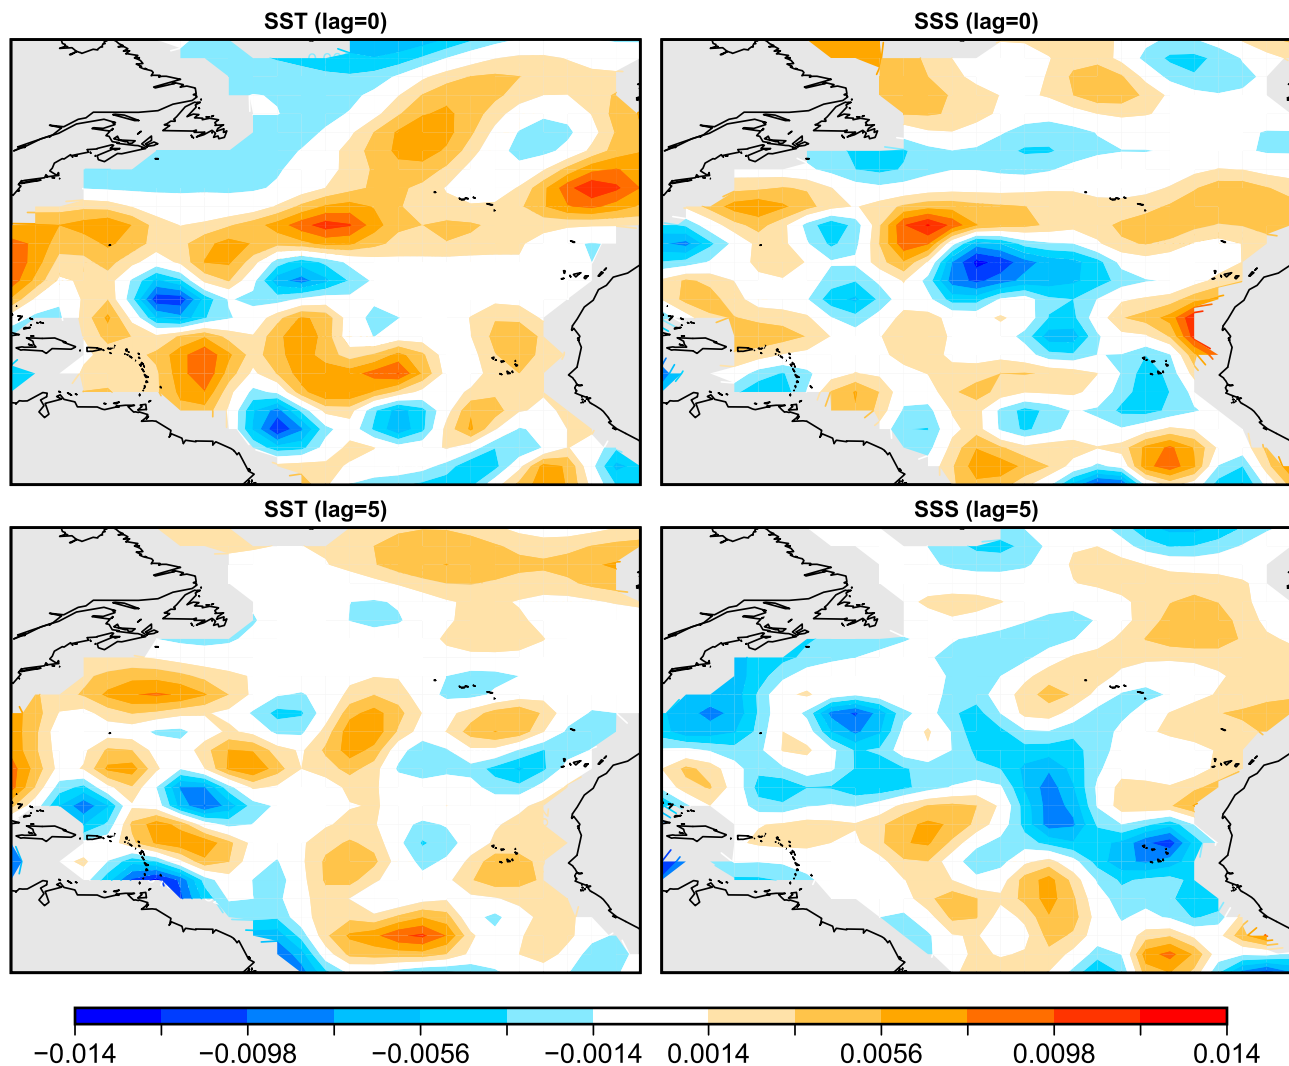 SST (lag=0)
SSS (lag=0)
SST (lag=5)
SSS (lag=5)
−0.014 −0.0098 −0.0056 −0.0014 0.0014 0.0056 0.0098 0.014